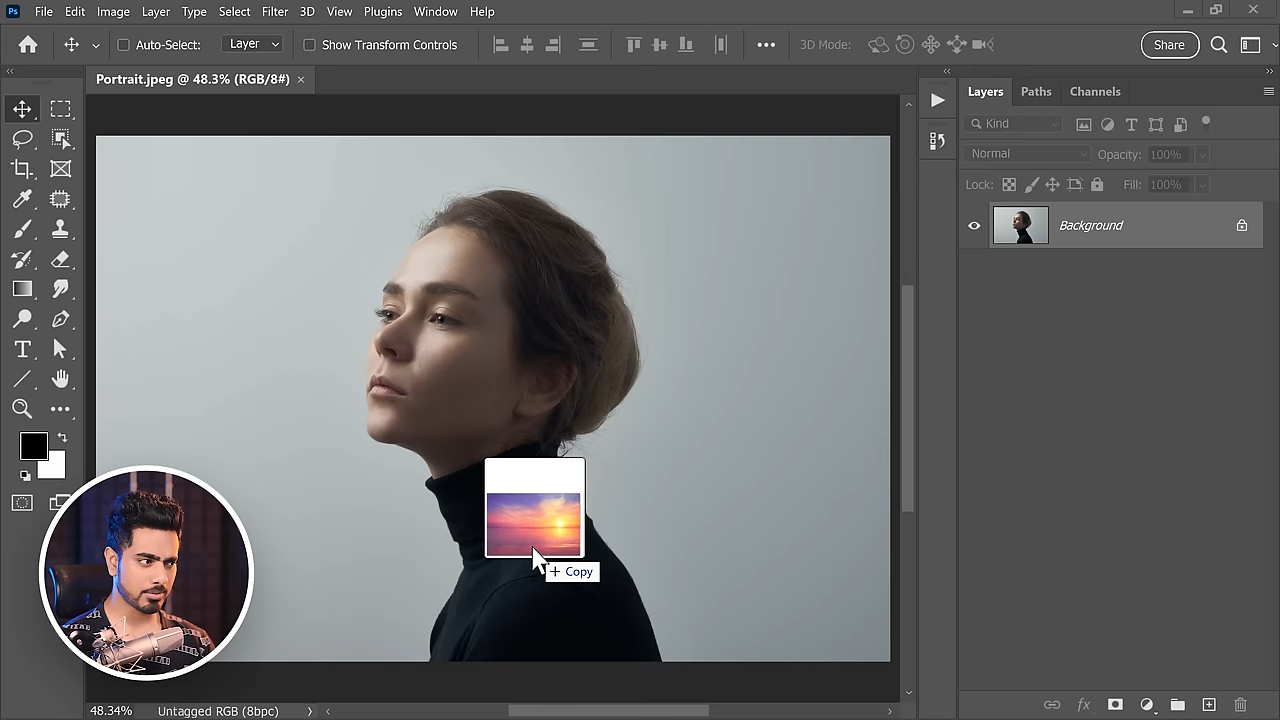 Ps File Edit Image Layer Type Select Filter 3D View Plugins Window Help
Auto-Select: Layer Show Transform Controls 3D Mode: Share
Portrait.jpeg @ 48.3% (RGB/8#)
Layers Paths Channels
Kind
Normal Opacity: 100%
Lock: Fill: 100%
Background
Copy
48.34% Untagged RGB (8bpc)